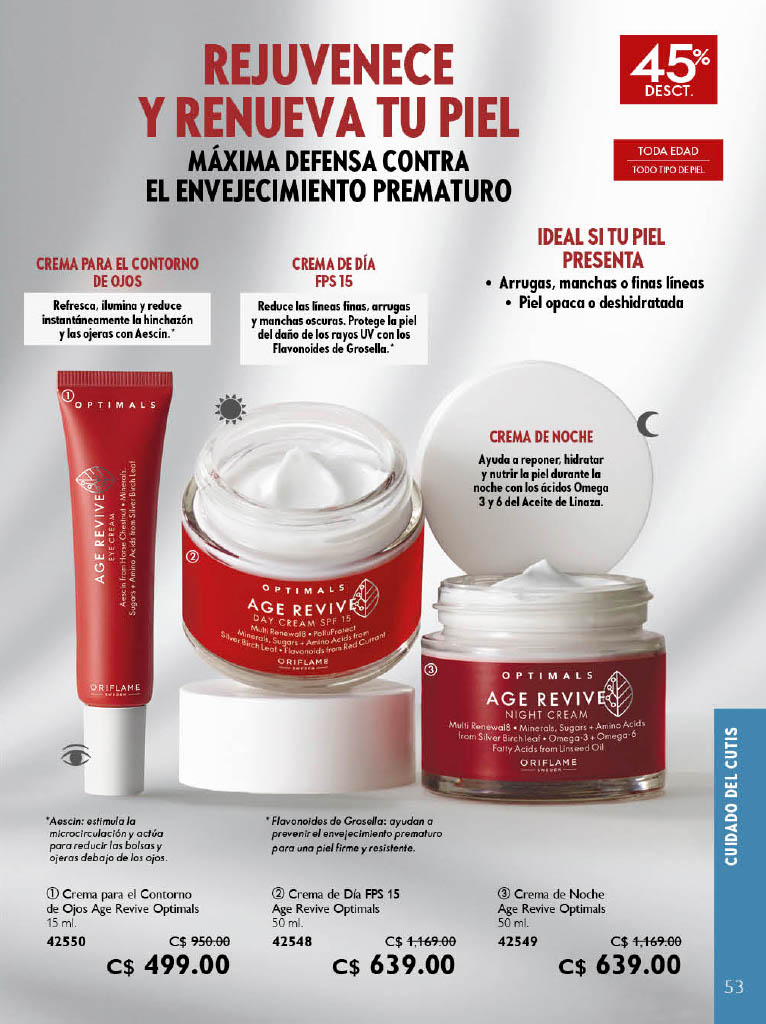 REJUVENECE
Y RENUEVA TU PIEL
MÁXIMA DEFENSA CONTRA
EL ENVEJECIMIENTO PREMATURO
45%
DESCT.
TODA EDAD
TODO TIPO DE PIEL
IDEAL SI TU PIEL
PRESENTA
• Arrugas, manchas o finas líneas
• Piel opaca o deshidratada
CREMA PARA EL CONTORNO
DE OJOS
Refresca, ilumina y reduce
instantáneamente la hinchazón
y las ojeras con Aescín.*
CREMA DE DÍA
FPS 15
Reduce las líneas finas, arrugas
y manchas oscuras. Protege la piel
del daño de los rayos UV con los
Flavonoides de Grosella.*
CREMA DE NOCHE
Ayuda a reponer, hidratar
y nutrir la piel durante la
noche con los ácidos Omega
3 y 6 del Aceite de Linaza.
①
OPTIMALS
AGE REVIVE
EYE CREAM
Aescin from Horse Chestnut • Minerals,
Sugars + Amino Acids from Silver Birch Leaf
ORIFLAME
SWEDEN
②
OPTIMALS
AGE REVIVE
DAY CREAM SPF 15
Multi Renewal8 • PolluProtect
Minerals, Sugars + Amino Acids from
Silver Birch Leaf • Flavonoids from Red Currant
ORIFLAME
SWEDEN
③
OPTIMALS
AGE REVIVE
NIGHT CREAM
Multi Renewal8 • Minerals, Sugars + Amino Acids
from Silver Birch leaf • Omega-3 + Omega-6
Fatty Acids from Linseed Oil
ORIFLAME
SWEDEN
*Aescin: estimula la
microcirculación y actúa
para reducir las bolsas y
ojeras debajo de los ojos.
* Flavonoides de Grosella: ayudan a
prevenir el envejecimiento prematuro
para una piel firme y resistente.
① Crema para el Contorno
de Ojos Age Revive Optimals
15 ml.
42550 C$ 950.00
C$ 499.00
② Crema de Día FPS 15
Age Revive Optimals
50 ml.
42548 C$ 1,169.00
C$ 639.00
③ Crema de Noche
Age Revive Optimals
50 ml.
42549 C$ 1,169.00
C$ 639.00
CUIDADO DEL CUTIS
53